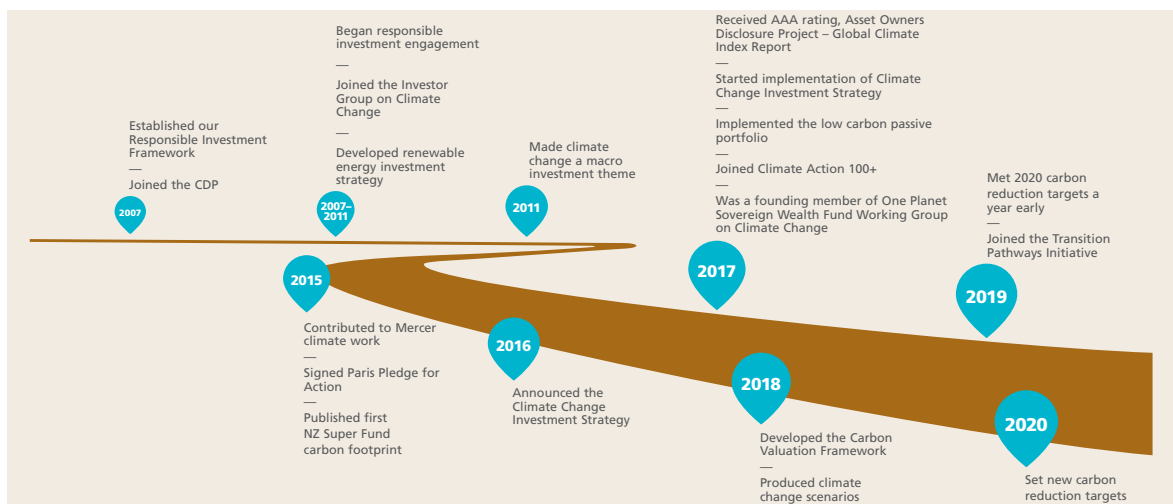 Established our
Responsible Investment
Framework
—
Joined the CDP
2007
Began responsible
investment engagement
—
Joined the Investor
Group on Climate
Change
—
Developed renewable
energy investment
strategy
2007–
2011
Made climate
change a macro
investment theme
2011
2015
Contributed to Mercer
climate work
—
Signed Paris Pledge for
Action
—
Published first
NZ Super Fund
carbon footprint
2016
Announced the
Climate Change
Investment Strategy
Received AAA rating, Asset Owners
Disclosure Project – Global Climate
Index Report
—
Started implementation of Climate
Change Investment Strategy
—
Implemented the low carbon passive
portfolio
—
Joined Climate Action 100+
—
Was a founding member of One Planet
Sovereign Wealth Fund Working Group
on Climate Change
2017
2018
Developed the Carbon
Valuation Framework
—
Produced climate
change scenarios
Met 2020 carbon
reduction targets a
year early
—
Joined the Transition
Pathways Initiative
2019
2020
Set new carbon
reduction targets